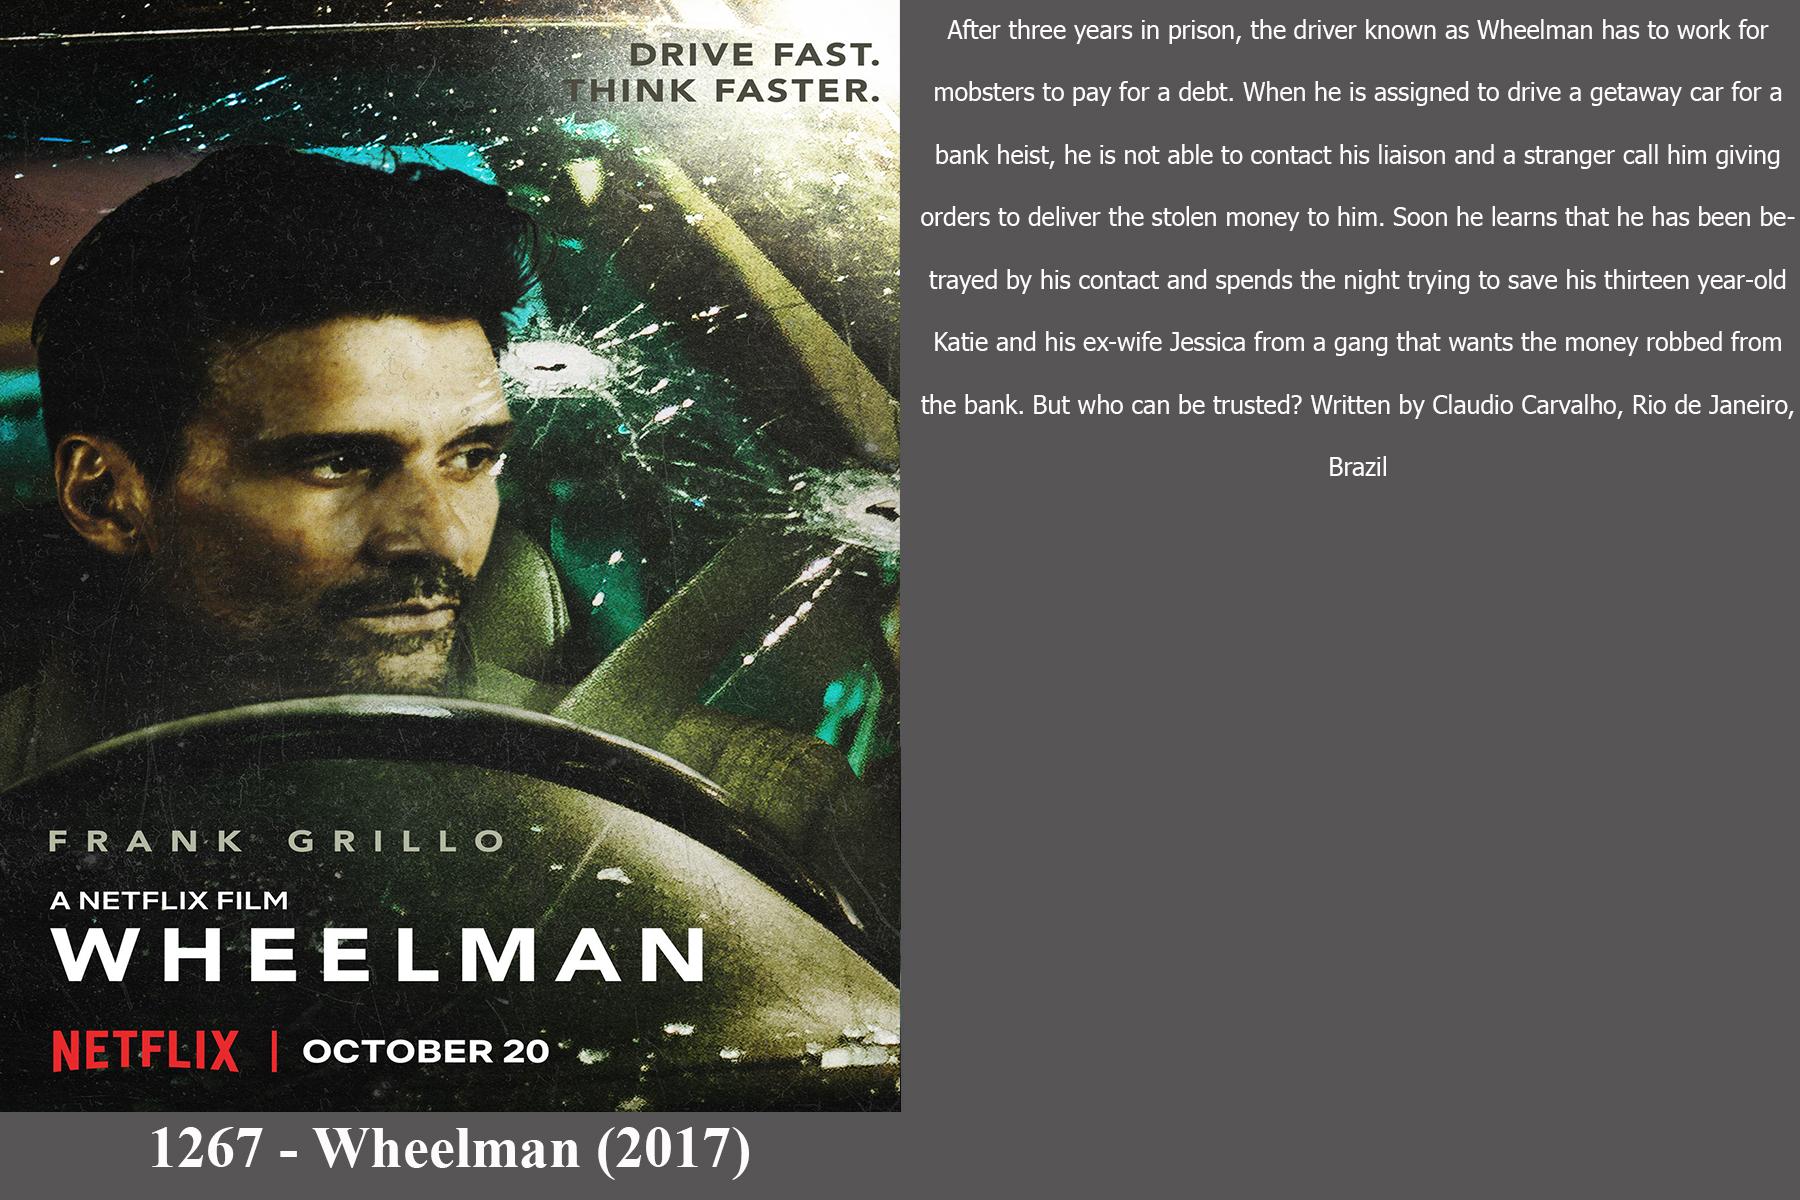 DRIVE FAST.
THINK FASTER.
FRANK GRILLO
A NETFLIX FILM
WHEELMAN
NETFLIX | OCTOBER 20
1267 - Wheelman (2017)
After three years in prison, the driver known as Wheelman has to work for
mobsters to pay for a debt. When he is assigned to drive a getaway car for a
bank heist, he is not able to contact his liaison and a stranger call him giving
orders to deliver the stolen money to him. Soon he learns that he has been be-
trayed by his contact and spends the night trying to save his thirteen year-old
Katie and his ex-wife Jessica from a gang that wants the money robbed from
the bank. But who can be trusted? Written by Claudio Carvalho, Rio de Janeiro,
Brazil